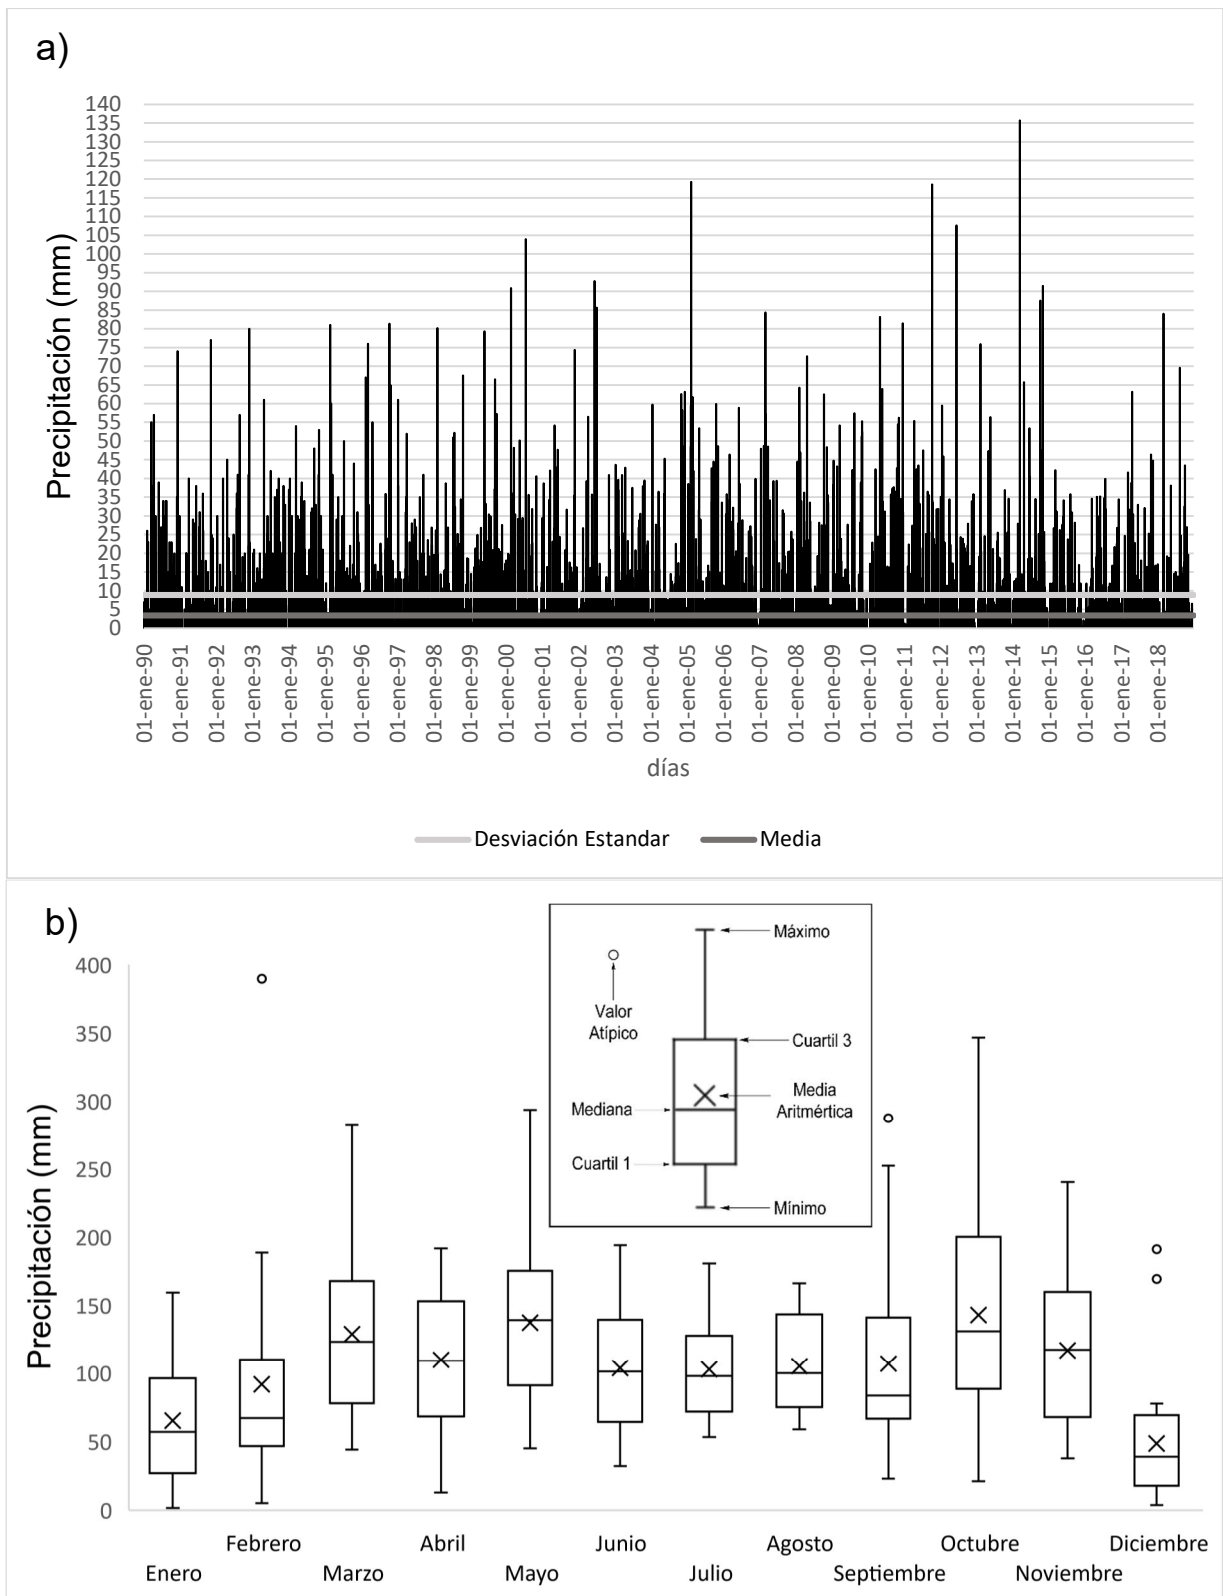 a)
140
135
130
125
120
115
110
105
100
95
90
85
80
75
70
65
60
55
50
45
40
35
30
25
20
15
10
5
0
Precipitación (mm)
01-ene-90
01-ene-91
01-ene-92
01-ene-93
01-ene-94
01-ene-95
01-ene-96
01-ene-97
01-ene-98
01-ene-99
01-ene-00
01-ene-01
01-ene-02
01-ene-03
01-ene-04
01-ene-05
01-ene-06
01-ene-07
01-ene-08
01-ene-09
01-ene-10
01-ene-11
01-ene-12
01-ene-13
01-ene-14
01-ene-15
01-ene-16
01-ene-17
01-ene-18
días
Desviación Estandar
Media
b)
Máximo
Valor
Atípico
Cuartil 3
Media
Aritmértica
Mediana
Cuartil 1
Mínimo
400
350
300
250
200
150
100
50
0
Precipitación (mm)
Enero
Febrero
Marzo
Abril
Mayo
Junio
Julio
Agosto
Septiembre
Octubre
Noviembre
Diciembre